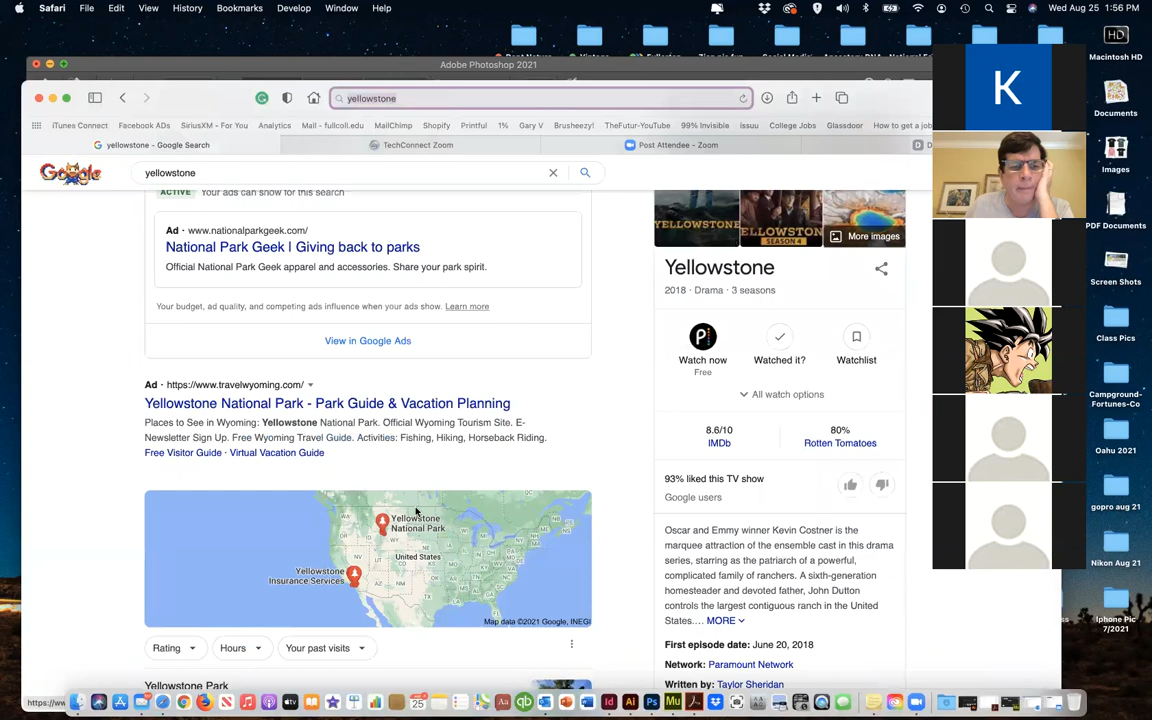 Safari File Edit View History Bookmarks Develop Window Help
Wed Aug 25 1:56 PM
Adobe Photoshop 2021
yellowstone
iTunes Connect Facebook ADs SiriusXM - For You Analytics Mail - fullcoll.edu MailChimp Shopify Printful 1% Gary V Brusheezy! TheFutur-YouTube 99% Invisible issuu College Jobs Glassdoor How to get a job
yellowstone - Google Search
TechConnect Zoom
Post Attendee - Zoom
D
Google
yellowstone
ACTIVE Your ads can show for this search
Ad · www.nationalparkgeek.com/
National Park Geek | Giving back to parks
Official National Park Geek apparel and accessories. Share your park spirit.
Your budget, ad quality, and competing ads influence when your ads show. Learn more
View in Google Ads
Ad · https://www.travelwyoming.com/
Yellowstone National Park - Park Guide & Vacation Planning
Places to See in Wyoming: Yellowstone National Park. Official Wyoming Tourism Site. E-
Newsletter Sign Up. Free Wyoming Travel Guide. Activities: Fishing, Hiking, Horseback Riding.
Free Visitor Guide · Virtual Vacation Guide
Yellowstone
National Park
United States
Yellowstone
Insurance Services
Map data ©2021 Google, INEGI
Rating Hours Your past visits
Yellowstone Park
YELLOWSTONE
SEASON 4
More images
Yellowstone
2018 · Drama · 3 seasons
Watch now
Free
Watched it?
Watchlist
All watch options
8.6/10
IMDb
80%
Rotten Tomatoes
93% liked this TV show
Google users
Oscar and Emmy winner Kevin Costner is the
marquee attraction of the ensemble cast in this drama
series, starring as the patriarch of a powerful,
complicated family of ranchers. A sixth-generation
homesteader and devoted father, John Dutton
controls the largest contiguous ranch in the United
States.... MORE
First episode date: June 20, 2018
Network: Paramount Network
Written by: Taylor Sheridan
K
HD
Macintosh HD
Documents
Images
PDF Documents
Screen Shots
Class Pics
Campground-
Fortunes-Co
Oahu 2021
gopro aug 21
Nikon Aug 21
Iphone Pic
7/2021